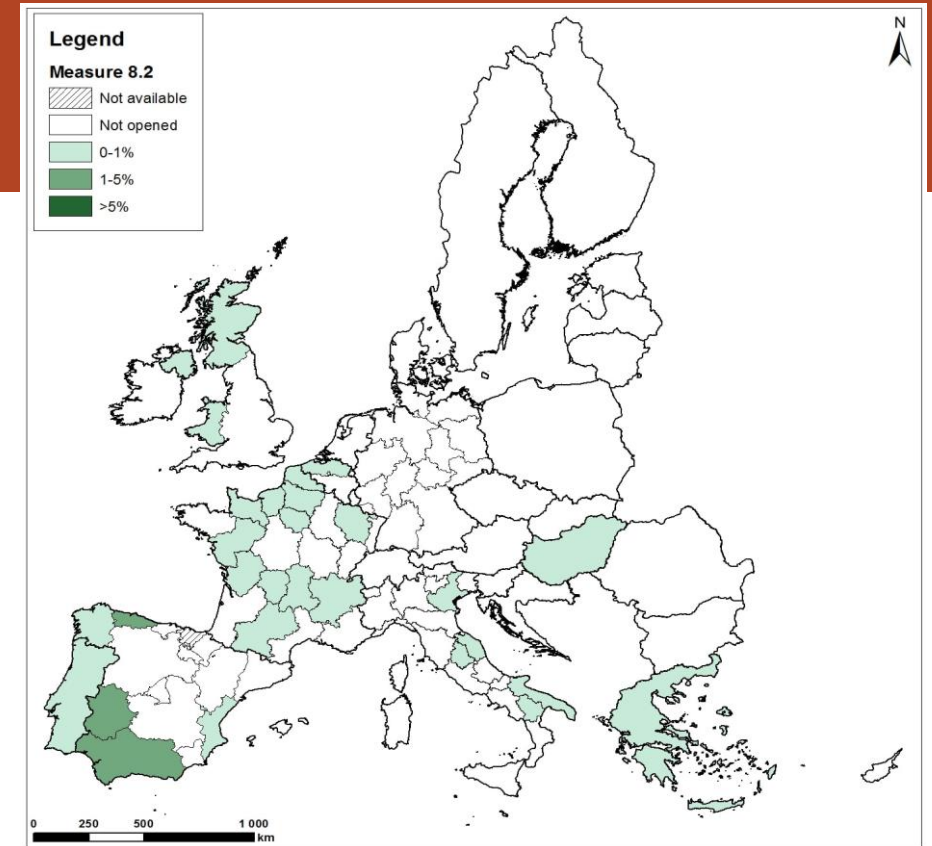 Legend
Measure 8.2
Not available
Not opened
0-1%
1-5%
>5%
N
0 250 500 1 000
km